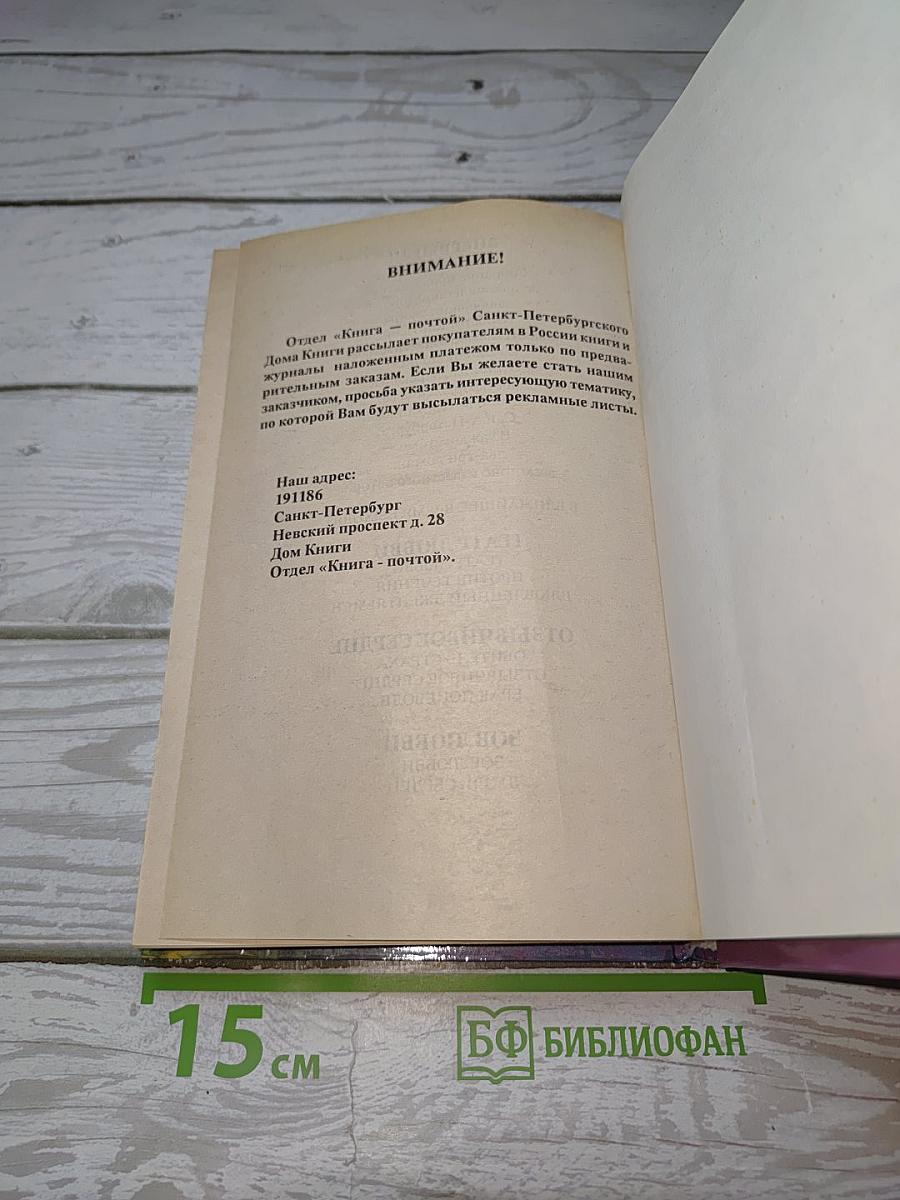 ВНИМАНИЕ!
Отдел «Книга — почтой» Санкт-Петербургского
Дома Книги рассылает покупателям в России книги и
журналы наложенным платежом только по предва-
рительным заказам. Если Вы желаете стать нашим
заказчиком, просьба указать интересующую тематику,
по которой Вам будут высылаться рекламные листы.
Наш адрес:
191186
Санкт-Петербург
Невский проспект д. 28
Дом Книги
Отдел «Книга - почтой».
15 см
БФ БИБЛИОФАН